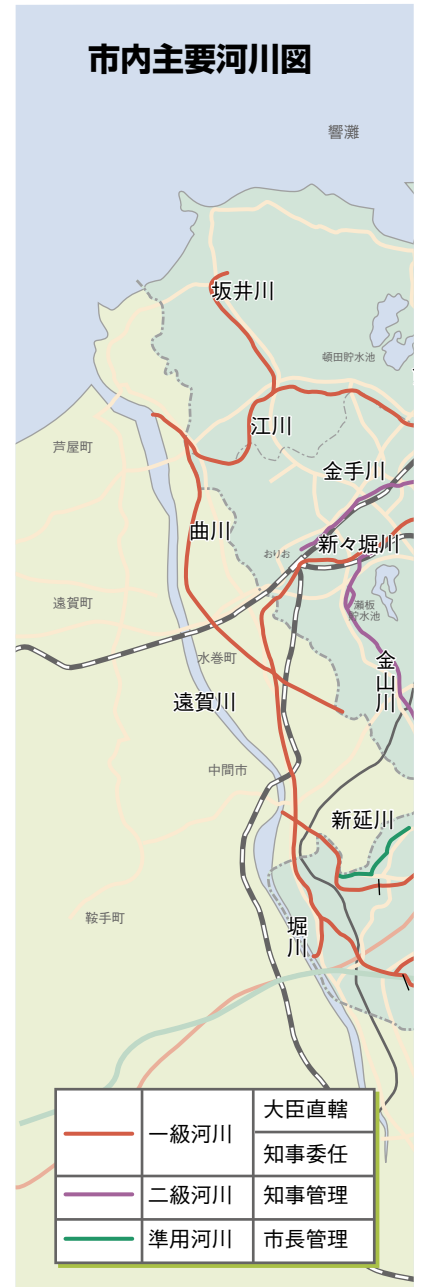 市内主要河川図
響灘
坂井川
頓田貯水池
江川
芦屋町
金手川
曲川
新々堀川
おりお
遠賀町
瀬板
貯水池
水巻町
金山川
遠賀川
中間市
新延川
鞍手町
堀川
一級河川
大臣直轄
知事委任
二級河川
知事管理
準用河川
市長管理